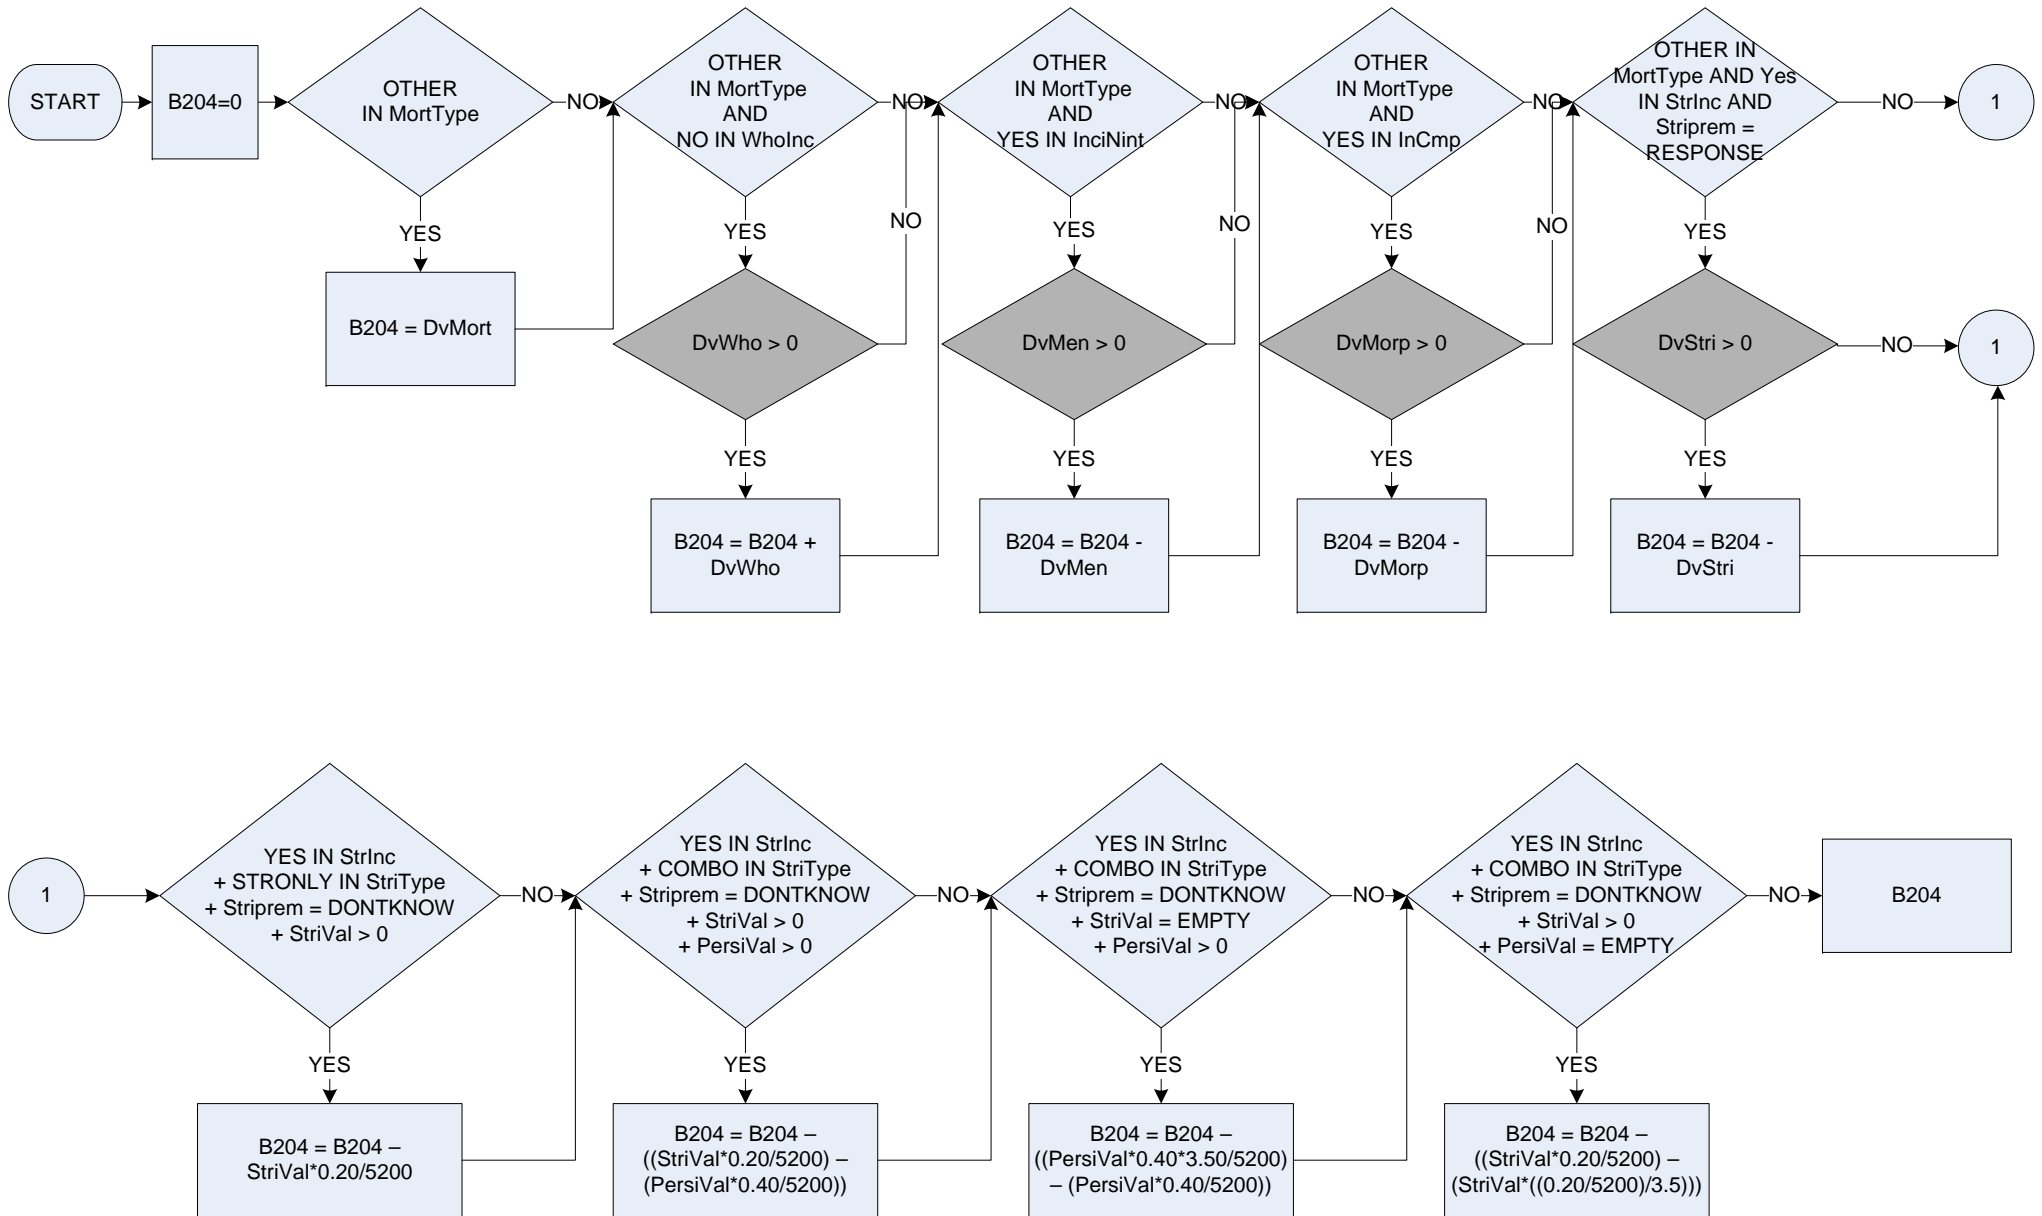 START
B204=0
OTHER
IN MortType
NO
OTHER
IN MortType
AND
NO IN WhoInc
NO
OTHER
IN MortType
AND
YES IN InciNint
NO
OTHER
IN MortType
AND
YES IN InCmp
NO
OTHER IN
MortType AND Yes
IN StrInc AND
Striprem =
RESPONSE
NO
1
YES
YES
NO
YES
NO
YES
NO
YES
B204 = DvMort
DvWho > 0
DvMen > 0
DvMorp > 0
DvStri > 0
NO
1
YES
YES
YES
YES
B204 = B204 +
DvWho
B204 = B204 -
DvMen
B204 = B204 -
DvMorp
B204 = B204 -
DvStri
1
YES IN StrInc
+ STRONLY IN StriType
+ Striprem = DONTKNOW
+ StriVal > 0
NO
YES IN StrInc
+ COMBO IN StriType
+ Striprem = DONTKNOW
+ StriVal > 0
+ PersiVal > 0
NO
YES IN StrInc
+ COMBO IN StriType
+ Striprem = DONTKNOW
+ StriVal = EMPTY
+ PersiVal > 0
NO
YES IN StrInc
+ COMBO IN StriType
+ Striprem = DONTKNOW
+ StriVal > 0
+ PersiVal = EMPTY
NO
B204
YES
YES
YES
YES
B204 = B204 –
StriVal*0.20/5200
B204 = B204 –
((StriVal*0.20/5200) –
(PersiVal*0.40/5200))
B204 = B204 –
((PersiVal*0.40*3.50/5200)
– (PersiVal*0.40/5200))
B204 = B204 –
((StriVal*0.20/5200) –
(StriVal*((0.20/5200)/3.5)))